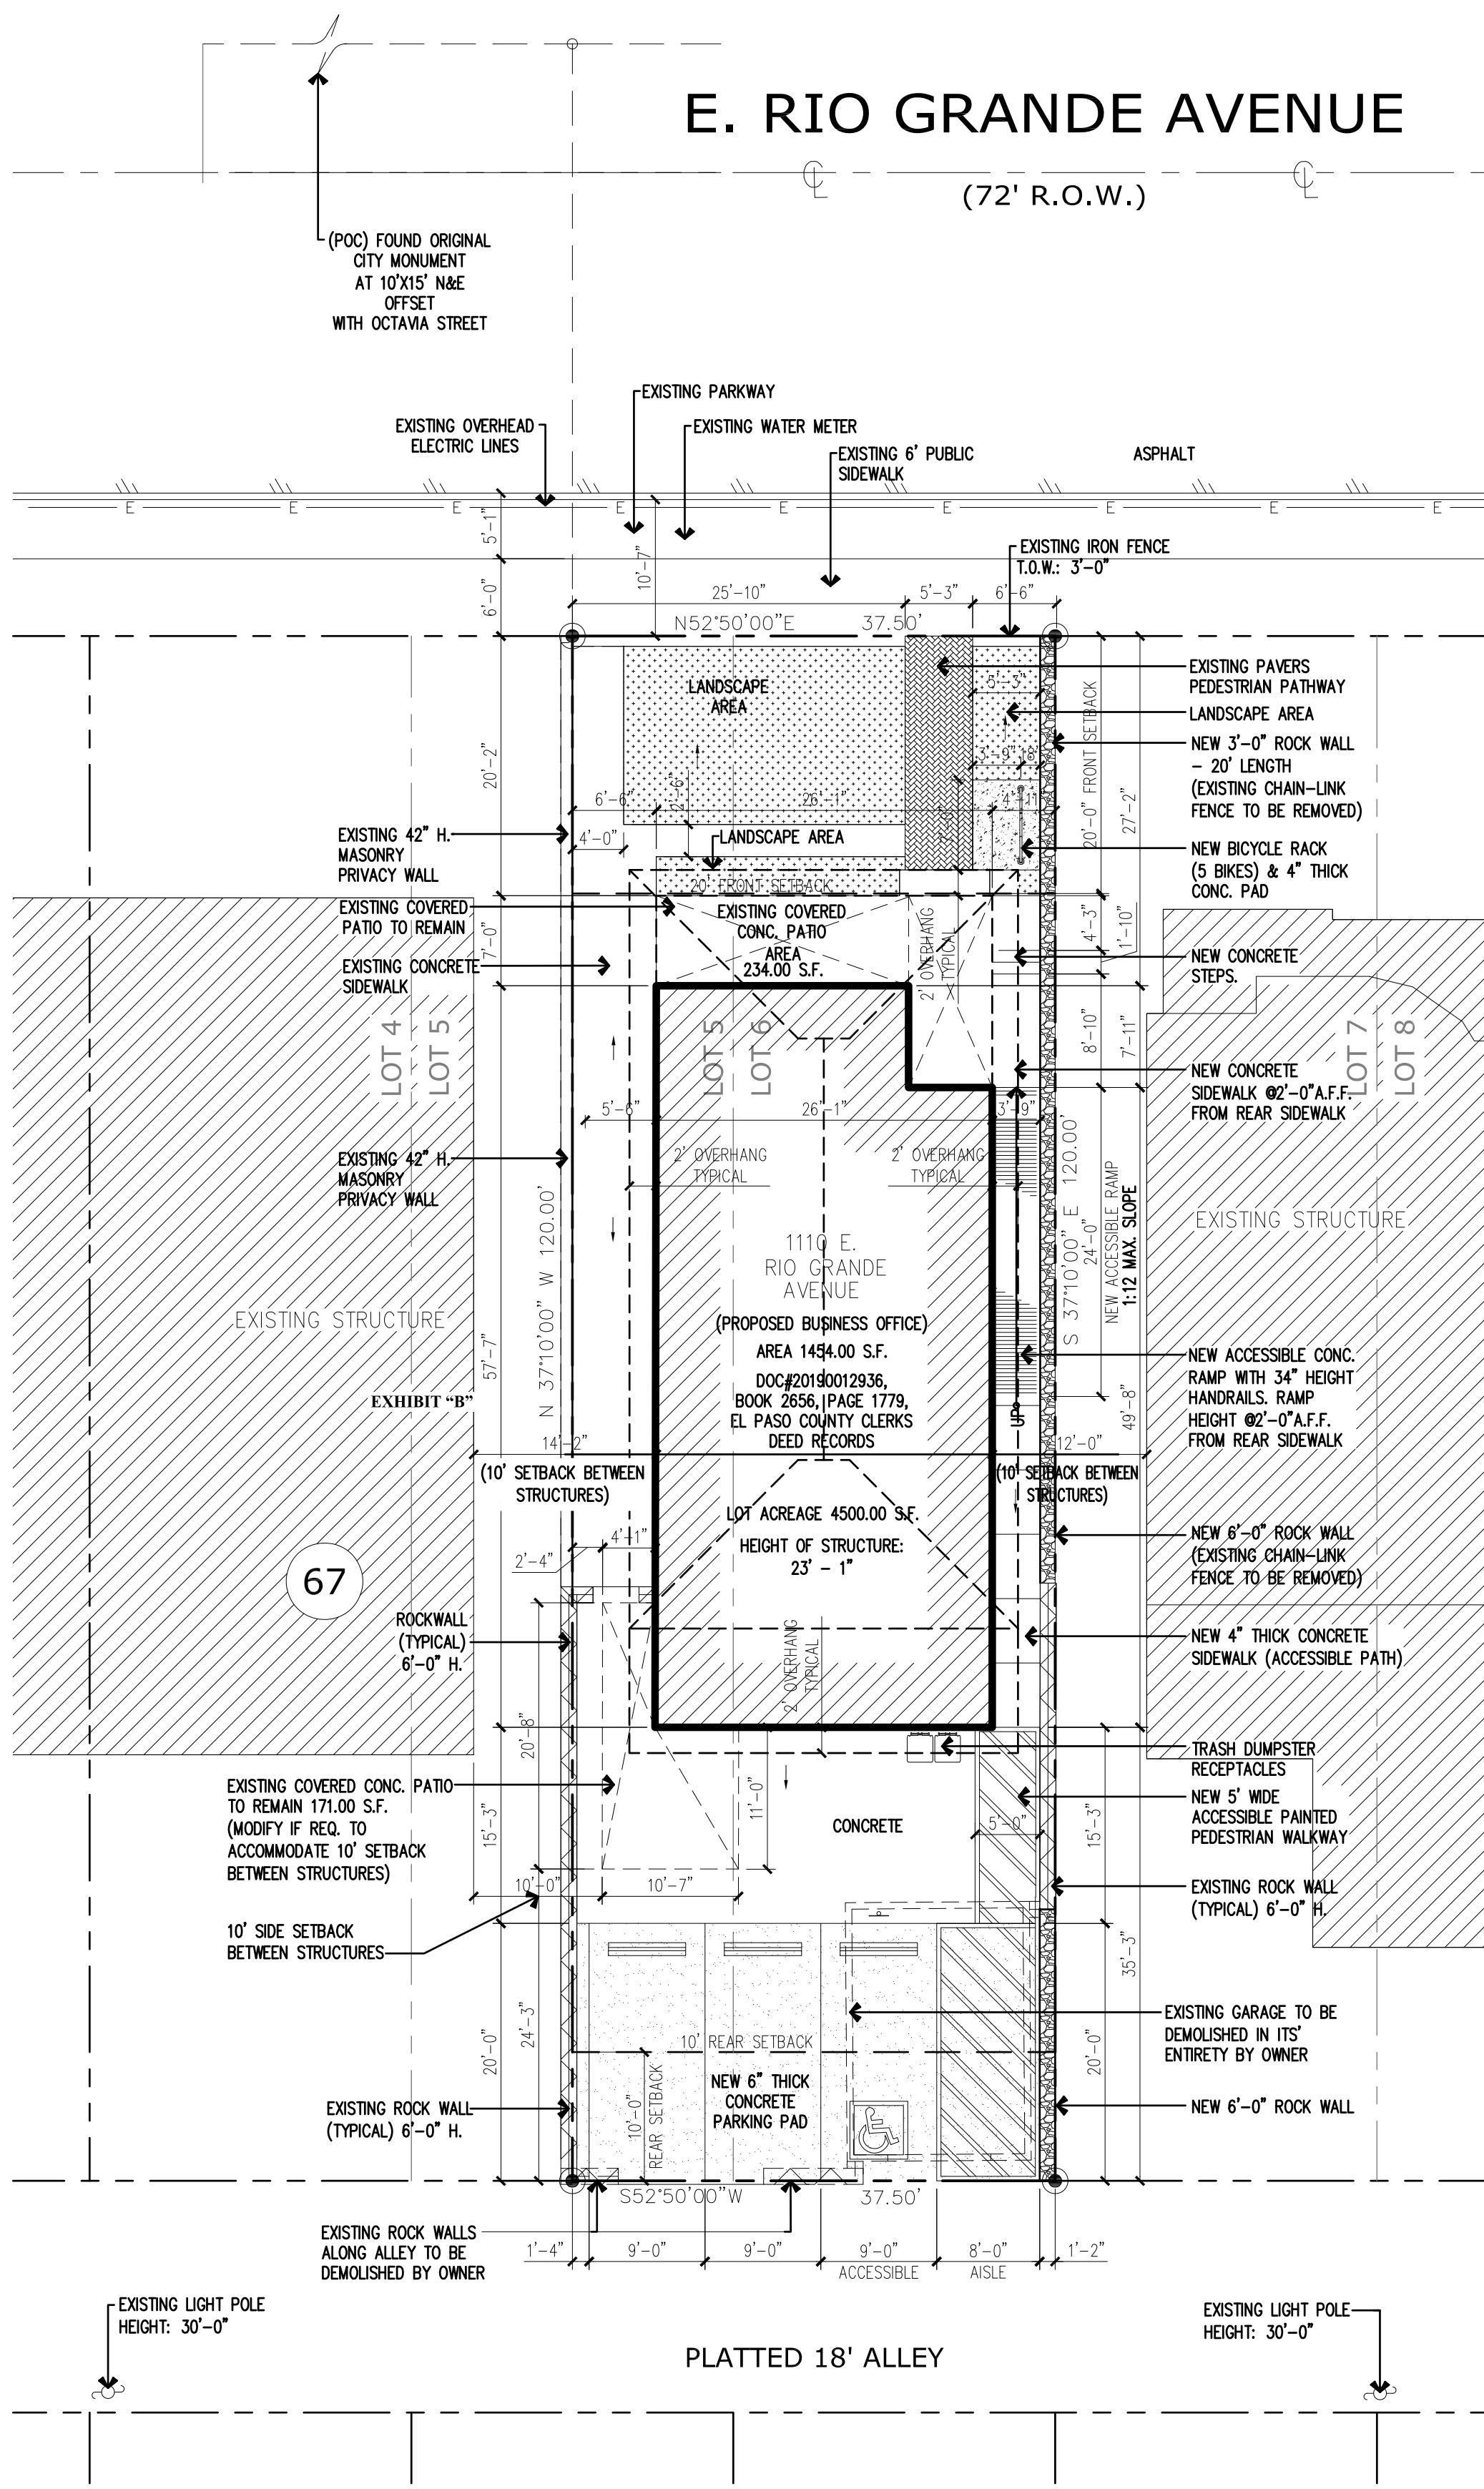 E. RIO GRANDE AVENUE
(72' R.O.W.)
(POC) FOUND ORIGINAL
CITY MONUMENT
AT 10'X15' N&E
OFFSET
WITH OCTAVIA STREET
EXISTING PARKWAY
EXISTING OVERHEAD
ELECTRIC LINES
EXISTING WATER METER
EXISTING 6' PUBLIC
SIDEWALK
ASPHALT
E E E E E E E E E
5'-1"
10'-7"
6'-0"
EXISTING IRON FENCE
T.O.W.: 3'-0"
25'-10" 5'-3" 6'-6"
N52°50'00"E 37.50'
LANDSCAPE
AREA
5'-3"
EXISTING PAVERS
PEDESTRIAN PATHWAY
LANDSCAPE AREA
NEW 3'-0" ROCK WALL
- 20' LENGTH
(EXISTING CHAIN-LINK
FENCE TO BE REMOVED)
20'-2"
3'-9" 18"
20'-0" FRONT SETBACK
27'-2"
6'-6" 26'-1" 4'-11"
2'-6"
4'-0"
LANDSCAPE AREA
EXISTING 42" H.
MASONRY
PRIVACY WALL
NEW BICYCLE RACK
(5 BIKES) & 4" THICK
CONC. PAD
20' FRONT SETBACK
EXISTING COVERED
PATIO TO REMAIN
7'-0"
EXISTING COVERED
CONC. PATIO
AREA
234.00 S.F.
2' OVERHANG
TYPICAL
4'-3"
1'-10"
NEW CONCRETE
STEPS.
EXISTING CONCRETE
SIDEWALK
LOT 4
LOT 5
LOT 5
LOT 6
LOT 7
LOT 8
8'-10"
7'-11"
NEW CONCRETE
SIDEWALK @2'-0"A.F.F.
FROM REAR SIDEWALK
5'-6" 26'-1" 3'-9"
2' OVERHANG
TYPICAL
2' OVERHANG
TYPICAL
EXISTING 42" H.
MASONRY
PRIVACY WALL
N 37°10'00" W 120.00'
S 37°10'00" E 120.00'
24'-0"
NEW ACCESSIBLE RAMP
1:12 MAX. SLOPE
EXISTING STRUCTURE
EXISTING STRUCTURE
1110 E.
RIO GRANDE
AVENUE
(PROPOSED BUSINESS OFFICE)
AREA 1454.00 S.F.
DOC#20190012936,
BOOK 2656, PAGE 1779,
EL PASO COUNTY CLERKS
DEED RECORDS
57'-7"
EXHIBIT “B”
NEW ACCESSIBLE CONC.
RAMP WITH 34" HEIGHT
HANDRAILS. RAMP
HEIGHT @2'-0"A.F.F.
FROM REAR SIDEWALK
49'-8"
UP
14'-2" 12'-0"
(10' SETBACK BETWEEN
STRUCTURES)
(10' SETBACK BETWEEN
STRUCTURES)
LOT ACREAGE 4500.00 S.F.
HEIGHT OF STRUCTURE:
23' - 1"
4'-1"
2'-4"
NEW 6'-0" ROCK WALL
(EXISTING CHAIN-LINK
FENCE TO BE REMOVED)
67
ROCKWALL
(TYPICAL)
6'-0" H.
2' OVERHANG
TYPICAL
NEW 4" THICK CONCRETE
SIDEWALK (ACCESSIBLE PATH)
20'-8"
TRASH DUMPSTER
RECEPTACLES
EXISTING COVERED CONC. PATIO
TO REMAIN 171.00 S.F.
(MODIFY IF REQ. TO
ACCOMMODATE 10' SETBACK
BETWEEN STRUCTURES)
15'-3"
11'-0"
CONCRETE
5'-0"
15'-3"
NEW 5' WIDE
ACCESSIBLE PAINTED
PEDESTRIAN WALKWAY
10'-0" 10'-7"
EXISTING ROCK WALL
(TYPICAL) 6'-0" H.
10' SIDE SETBACK
BETWEEN STRUCTURES
35'-3"
24'-3"
20'-0"
20'-0"
EXISTING GARAGE TO BE
DEMOLISHED IN ITS'
ENTIRETY BY OWNER
10' REAR SETBACK
10'-0"
REAR SETBACK
NEW 6" THICK
CONCRETE
PARKING PAD
EXISTING ROCK WALL
(TYPICAL) 6'-0" H.
NEW 6'-0" ROCK WALL
S52°50'00"W 37.50'
EXISTING ROCK WALLS
ALONG ALLEY TO BE
DEMOLISHED BY OWNER
1'-4" 9'-0" 9'-0" 9'-0" 8'-0" 1'-2"
ACCESSIBLE AISLE
EXISTING LIGHT POLE
HEIGHT: 30'-0"
EXISTING LIGHT POLE
HEIGHT: 30'-0"
PLATTED 18' ALLEY